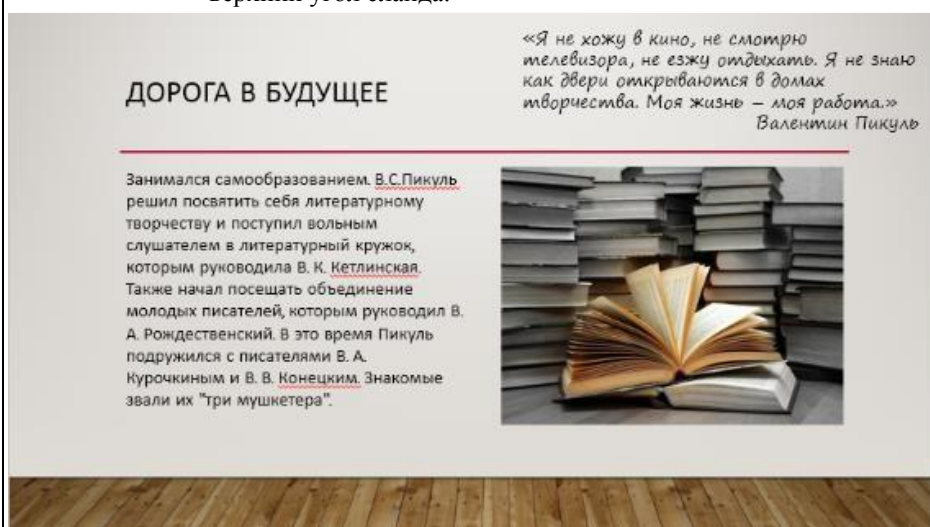 верхний угол слайда.
«Я не хожу в кино, не смотрю
телевизора, не езжу отдыхать. Я не знаю
как двери открываются в домах
творчества. Моя жизнь – моя работа.»
Валентин Пикуль
ДОРОГА В БУДУЩЕЕ
Занимался самообразованием. В.С.Пикуль
решил посвятить себя литературному
творчеству и поступил вольным
слушателем в литературный кружок,
которым руководила В. К. Кетлинская.
Также начал посещать объединение
молодых писателей, которым руководил В.
А. Рождественский. В это время Пикуль
подружился с писателями В. А.
Курочкиным и В. В. Конецким. Знакомые
звали их "три мушкетера".